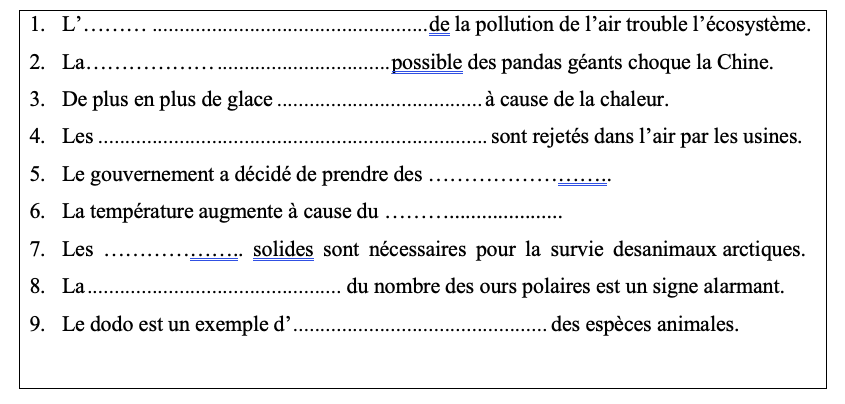 1. L'……… ................................................de la pollution de l'air trouble l'écosystème.
2. La……………….................................possible des pandas géants choque la Chine.
3. De plus en plus de glace ..................................... à cause de la chaleur.
4. Les ...................................................................... sont rejetés dans l'air par les usines.
5. Le gouvernement a décidé de prendre des ……………………..
6. La température augmente à cause du ………......................
7. Les ……………….. solides sont nécessaires pour la survie desanimaux arctiques.
8. La.............................................. du nombre des ours polaires est un signe alarmant.
9. Le dodo est un exemple d'.............................................. des espèces animales.